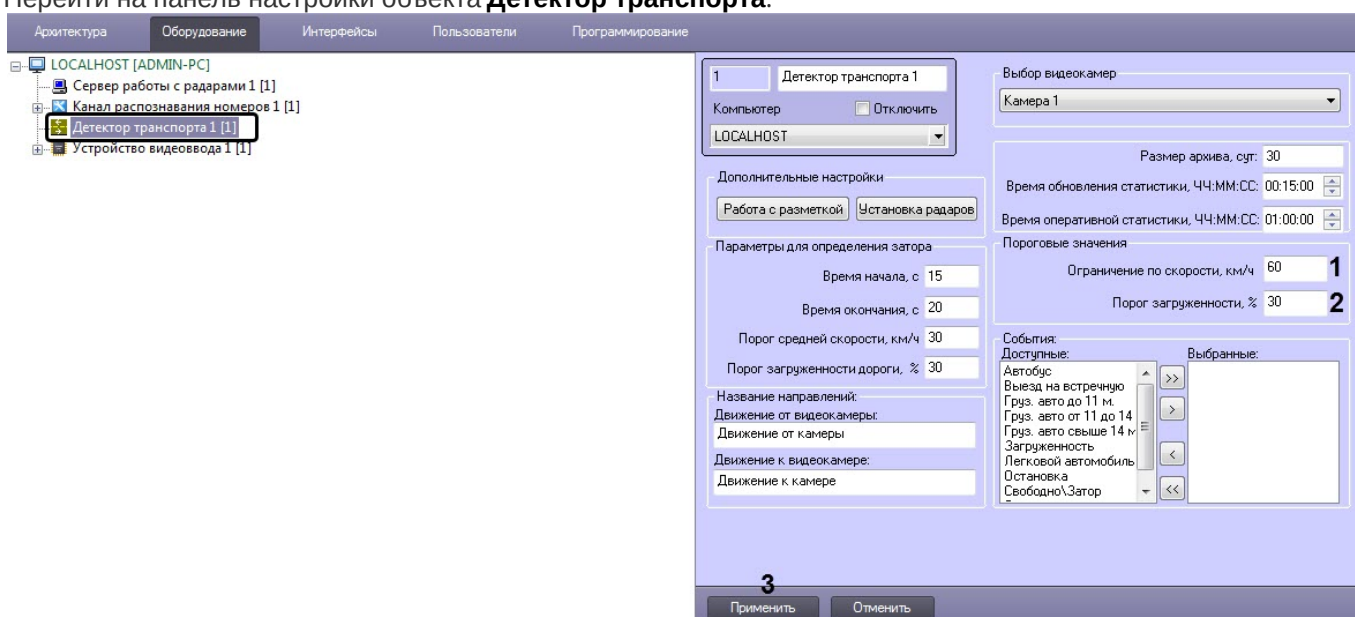 Перейти на панель настройки объекта Детектор транспорта.
Архитектура Оборудование Интерфейсы Пользователи Программирование
LOCALHOST [ADMIN-PC]
Сервер работы с радарами 1 [1]
Канал распознавания номеров 1 [1]
Детектор транспорта 1 [1]
Устройство видеоввода 1 [1]
1 Детектор транспорта 1
Компьютер Отключить
LOCALHOST
Дополнительные настройки
Работа с разметкой Установка радаров
Параметры для определения затора
Время начала, с 15
Время окончания, с 20
Порог средней скорости, км/ч 30
Порог загруженности дороги, % 30
Название направлений:
Движение от видеокамеры:
Движение от камеры
Движение к видеокамере:
Движение к камере
Выбор видеокамер
Камера 1
Размер архива, сут: 30
Время обновления статистики, ЧЧ:ММ:СС: 00:15:00
Время оперативной статистики, ЧЧ:ММ:СС: 01:00:00
Пороговые значения
Ограничение по скорости, км/ч 60 1
Порог загруженности, % 30 2
События:
Доступные: Выбранные:
Автобус
Выезд на встречную
Груз. авто до 11 м.
Груз. авто от 11 до 14
Груз. авто свыше 14 м
Загруженность
Легковой автомобиль
Остановка
Свободно\Затор
>>
>
<
<<
3
Применить Отменить